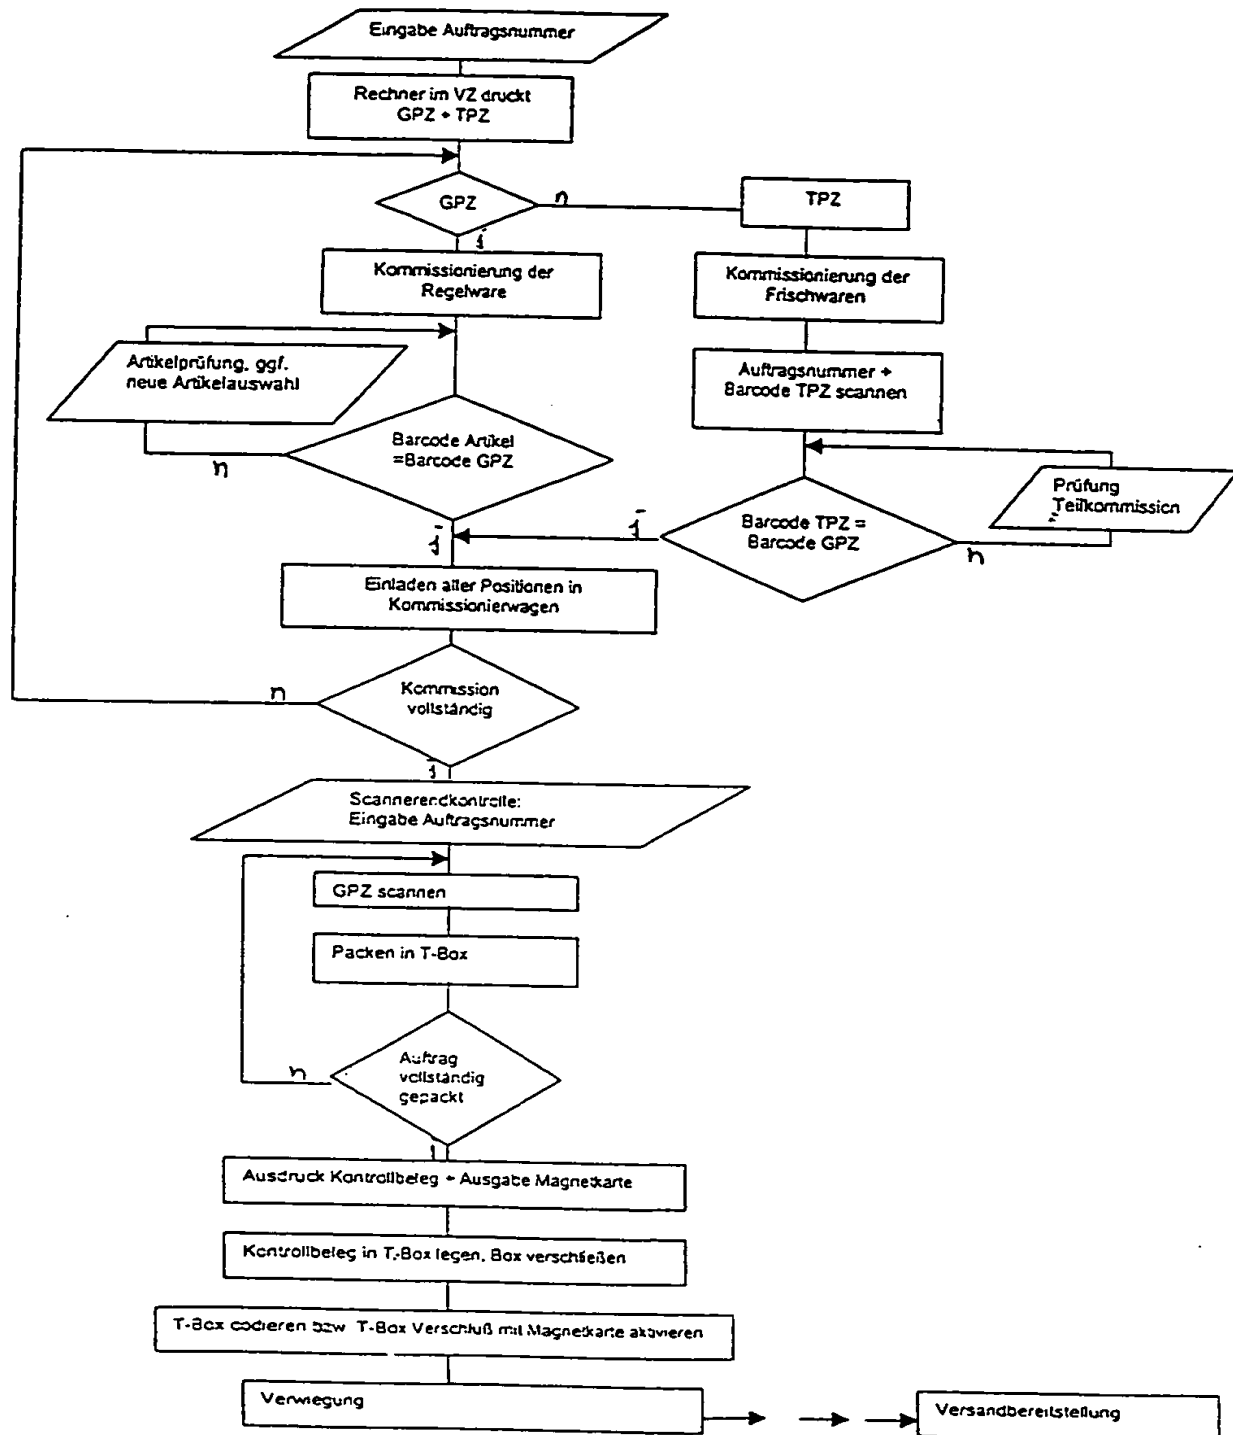 Eingabe Auftragsnummer
Rechner im VZ druckt
GPZ + TPZ
GPZ
n
TPZ
j
Kommissionierung der
Regelware
Kommissionierung der
Frischwaren
Artikelprüfung, ggf.
neue Artikelauswahl
Auftragsnummer +
Barcode TPZ scannen
Barcode Artikel
=Barcode GPZ
n
Prüfung
Teilkommission
Barcode TPZ =
Barcode GPZ
j
j
n
Einladen aller Positionen in
Kommissionierwagen
Kommission
vollständig
n
j
Scannerendkontrolle:
Eingabe Auftragsnummer
GPZ scannen
Packen in T-Box
Auftrag
vollständig
gepackt
n
j
Ausdruck Kontrollbeleg + Ausgabe Magnetkarte
Kontrollbeleg in T-Box legen, Box verschließen
T-Box codieren bzw. T-Box Verschluß mit Magnetkarte aktivieren
Verwiegung
Versandbereitstellung